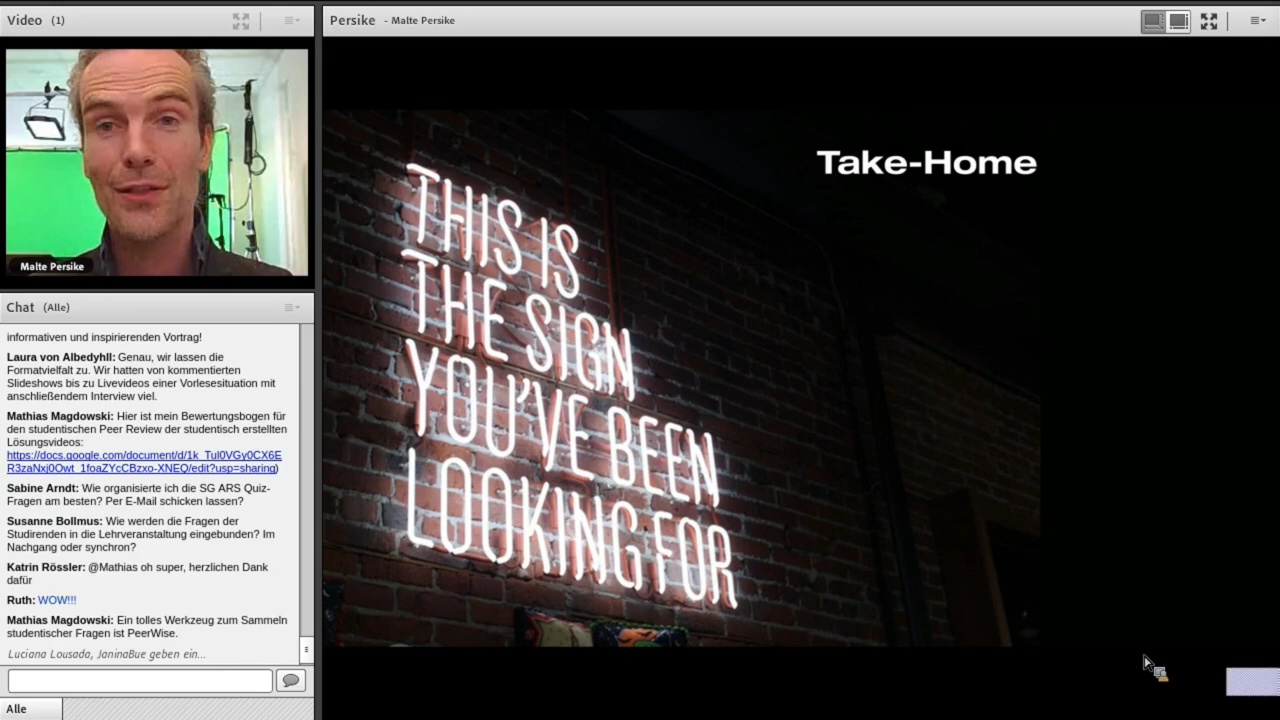 Video (1)
Persike - Malte Persike
Malte Persike
Take-Home
THIS IS
THE SIGN
YOU'VE BEEN
LOOKING FOR
Chat (Alle)
informativen und inspirierenden Vortrag!
Laura von Albedyhll: Genau, wir lassen die
Formatvielfalt zu. Wir hatten von kommentierten
Slideshows bis zu Livevideos einer Vorlesesituation mit
anschließendem Interview viel.
Mathias Magdowski: Hier ist mein Bewertungsbogen für
den studentischen Peer Review der studentisch erstellten
Lösungsvideos:
https://docs.google.com/document/d/1k_Tul0VGy0CX6E
R3zaNxj0Owt_1foaZYcCBzxo-XNEQ/edit?usp=sharing)
Sabine Arndt: Wie organisierte ich die SG ARS Quiz-
Fragen am besten? Per E-Mail schicken lassen?
Susanne Bollmus: Wie werden die Fragen der
Studirenden in die Lehrveranstaltung eingebunden? Im
Nachgang oder synchron?
Katrin Rössler: @Mathias oh super, herzlichen Dank
dafür
Ruth: WOW!!!
Mathias Magdowski: Ein tolles Werkzeug zum Sammeln
studentischer Fragen ist PeerWise.
Luciana Lousada, JaninaBue geben ein...
Alle